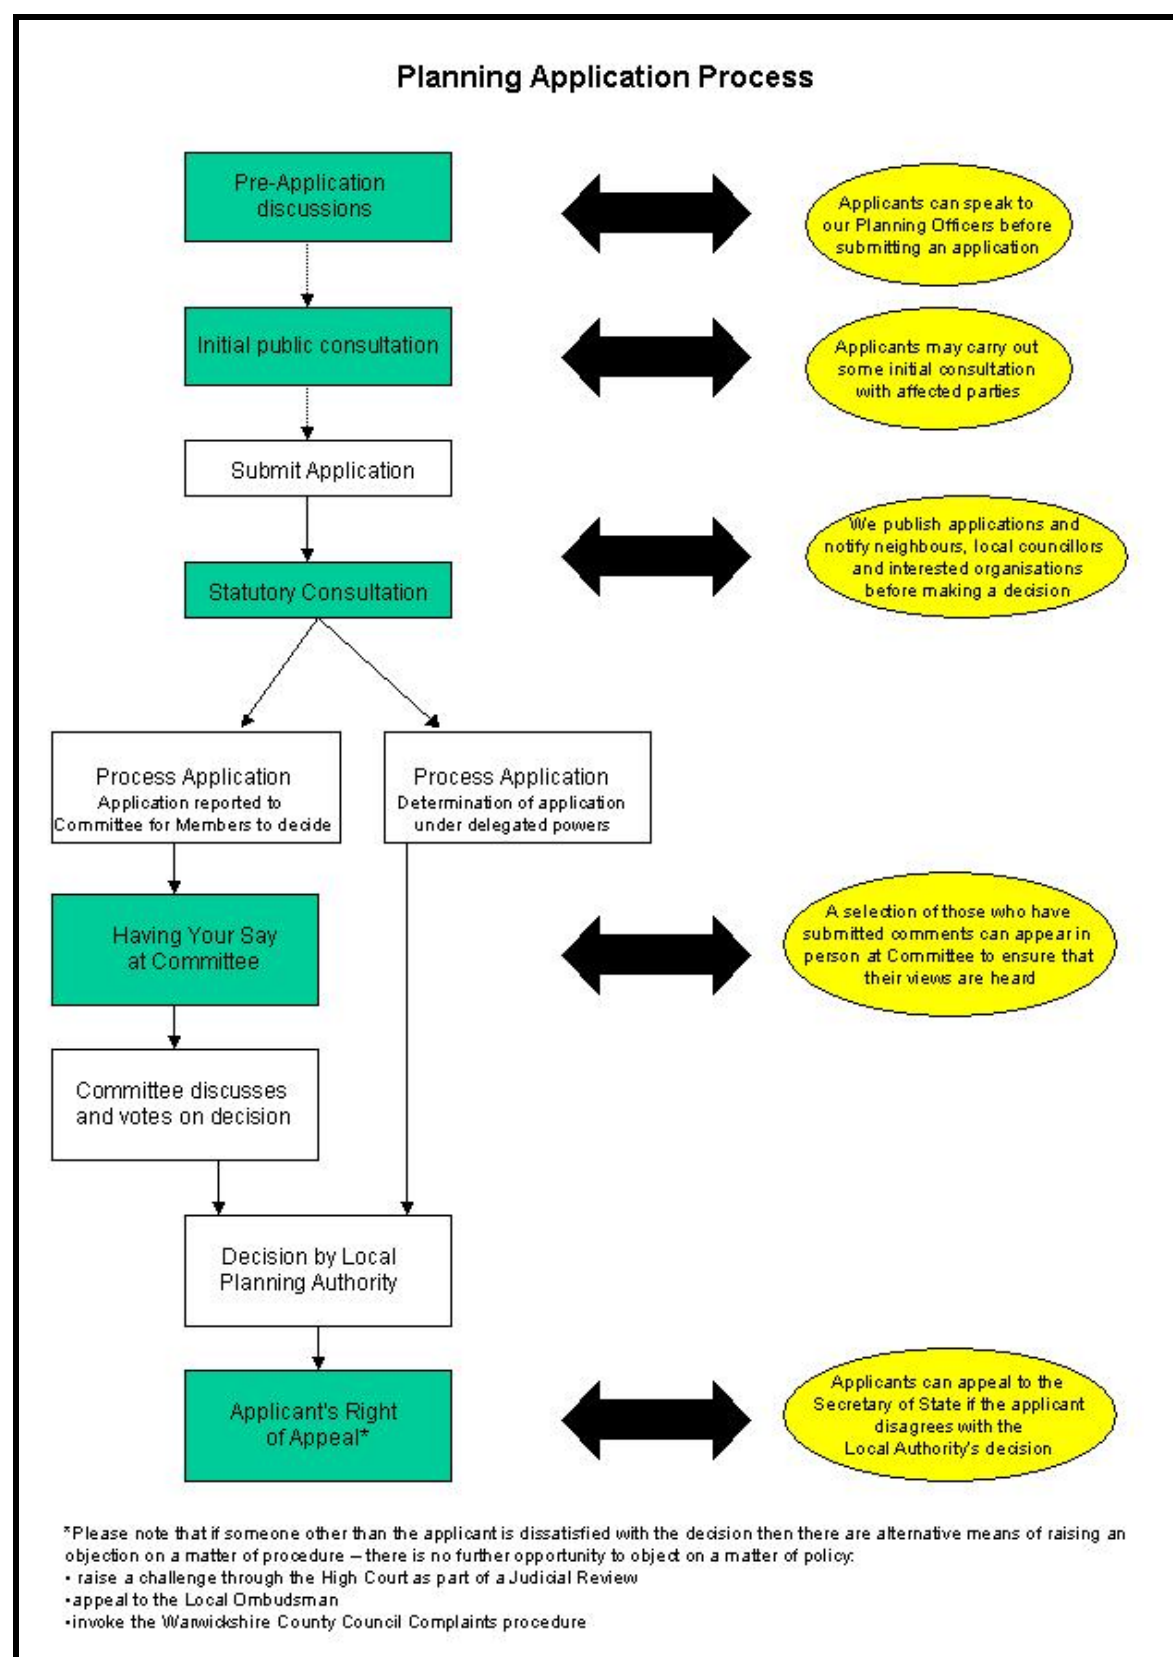 Planning Application Process
Pre-Application
discussions
Applicants can speak to
our Planning Officers before
submitting an application
Initial public consultation
Applicants may carry out
some initial consultation
with affected parties
Submit Application
Statutory Consultation
We publish applications and
notify neighbours, local councillors
and interested organisations
before making a decision
Process Application
Application reported to
Committee for Members to decide
Process Application
Determination of application
under delegated powers
Having Your Say
at Committee
A selection of those who have
submitted comments can appear in
person at Committee to ensure that
their views are heard
Committee discusses
and votes on decision
Decision by Local
Planning Authority
Applicant's Right
of Appeal*
Applicants can appeal to the
Secretary of State if the applicant
disagrees with the
Local Authority's decision
*Please note that if someone other than the applicant is dissatisfied with the decision then there are alternative means of raising an
objection on a matter of procedure – there is no further opportunity to object on a matter of policy:
• raise a challenge through the High Court as part of a Judicial Review
•appeal to the Local Ombudsman
•invoke the Warwickshire County Council Complaints procedure